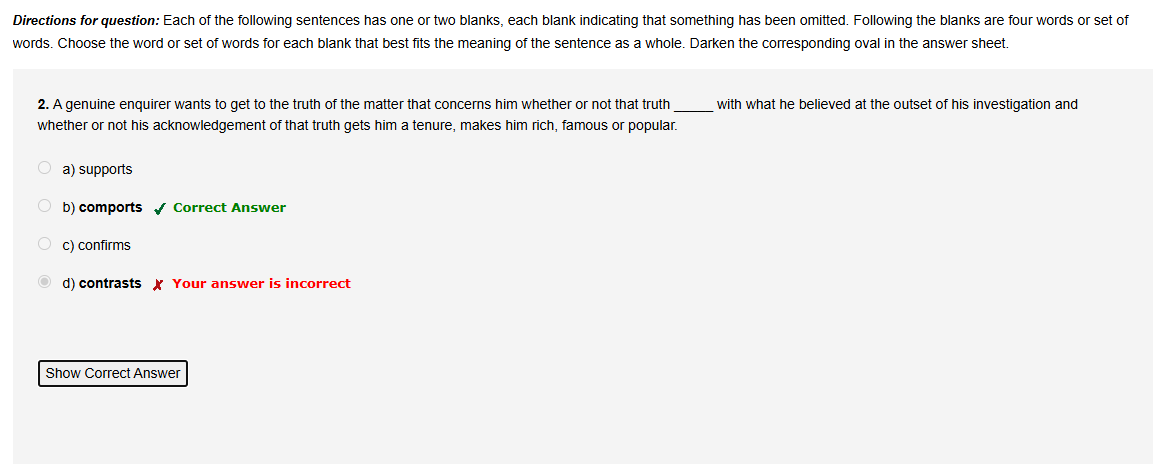 Directions for question: Each of the following sentences has one or two blanks, each blank indicating that something has been omitted. Following the blanks are four words or set of
words. Choose the word or set of words for each blank that best fits the meaning of the sentence as a whole. Darken the corresponding oval in the answer sheet.
2. A genuine enquirer wants to get to the truth of the matter that concerns him whether or not that truth _____ with what he believed at the outset of his investigation and
whether or not his acknowledgement of that truth gets him a tenure, makes him rich, famous or popular.
a) supports
b) comports ✓ Correct Answer
c) confirms
d) contrasts ✗ Your answer is incorrect
Show Correct Answer